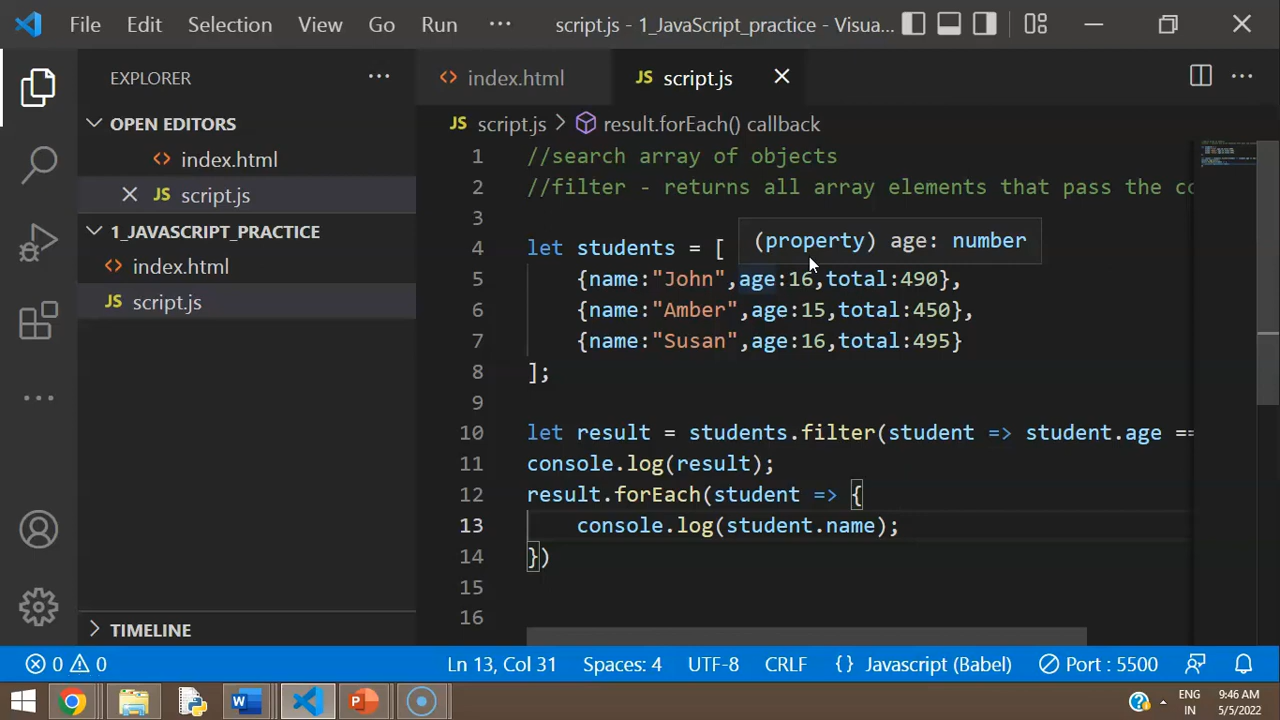 File Edit Selection View Go Run ··· script.js - 1_JavaScript_practice - Visua...
EXPLORER ···
OPEN EDITORS
index.html
JS script.js
1_JAVASCRIPT_PRACTICE
index.html
JS script.js
TIMELINE
index.html JS script.js ···
JS script.js > result.forEach() callback
1 //search array of objects
2 //filter - returns all array elements that pass the co
3
(property) age: number
4 let students = [
5 {name:"John",age:16,total:490},
6 {name:"Amber",age:15,total:450},
7 {name:"Susan",age:16,total:495}
8 ];
9
10 let result = students.filter(student => student.age ==
11 console.log(result);
12 result.forEach(student => {
13 console.log(student.name);
14 })
15
16
0 0 Ln 13, Col 31 Spaces: 4 UTF-8 CRLF {} Javascript (Babel) Port : 5500
ENG
IN
9:46 AM
5/5/2022